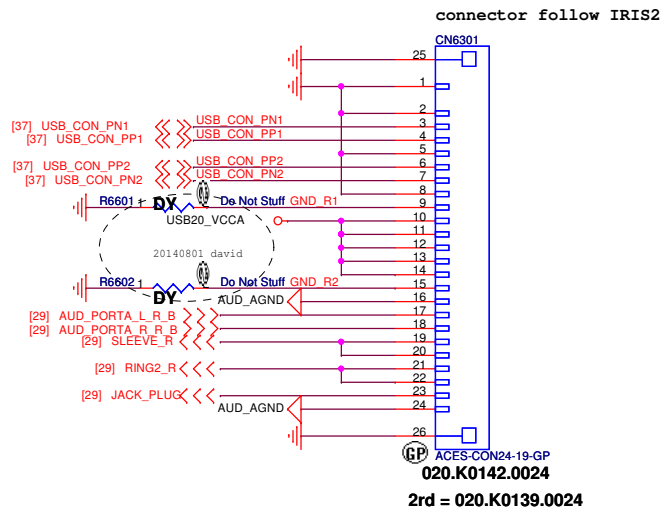 connector follow IRIS2
CN6301
25
1
2
[37] USB_CON_PN1 USB_CON_PN1 3
[37] USB_CON_PP1 USB_CON_PP1 4
5
[37] USB_CON_PP2 USB_CON_PP2 6
[37] USB_CON_PN2 USB_CON_PN2 7
8
R6601 1 DY Do Not Stuff GND_R1 9
USB20_VCCA 10
11
12
20140801 david 13
14
R6602 1 DY Do Not Stuff GND_R2 15
AUD_AGND 16
[29] AUD_PORTA_L_R_B 17
[29] AUD_PORTA_R_R_B 18
[29] SLEEVE_R 19
20
[29] RING2_R 21
22
[29] JACK_PLUG 23
AUD_AGND 24
26
GP ACES-CON24-19-GP
020.K0142.0024
2rd = 020.K0139.0024